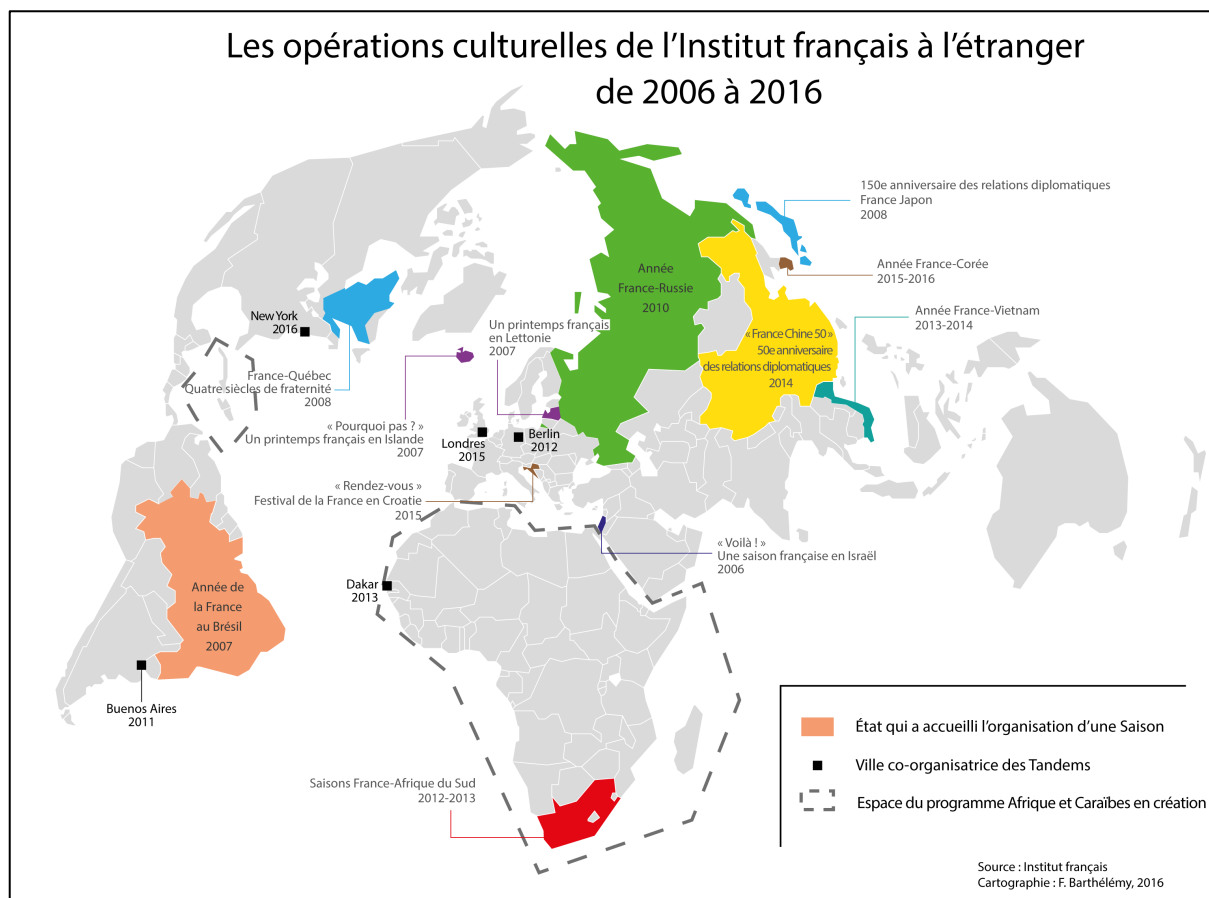 Les opérations culturelles de l'Institut français à l'étranger
de 2006 à 2016
150e anniversaire des relations diplomatiques
France Japon
2008
Année France-Corée
2015-2016
Année
France-Russie
2010
Année France-Vietnam
2013-2014
New York
2016
Un printemps français
en Lettonie
2007
« France Chine 50 »
50e anniversaire
des relations diplomatiques
2014
France-Québec
Quatre siècles de fraternité
2008
« Pourquoi pas ? »
Un printemps français en Islande
2007
Londres
2015
Berlin
2012
« Rendez-vous »
Festival de la France en Croatie
2015
« Voilà ! »
Une saison française en Israël
2006
Dakar
2013
Année de
la France
au Brésil
2007
Buenos Aires
2011
Saisons France-Afrique du Sud
2012-2013
État qui a accueilli l'organisation d'une Saison
Ville co-organisatrice des Tandems
Espace du programme Afrique et Caraïbes en création
Source : Institut français
Cartographie : F. Barthélémy, 2016